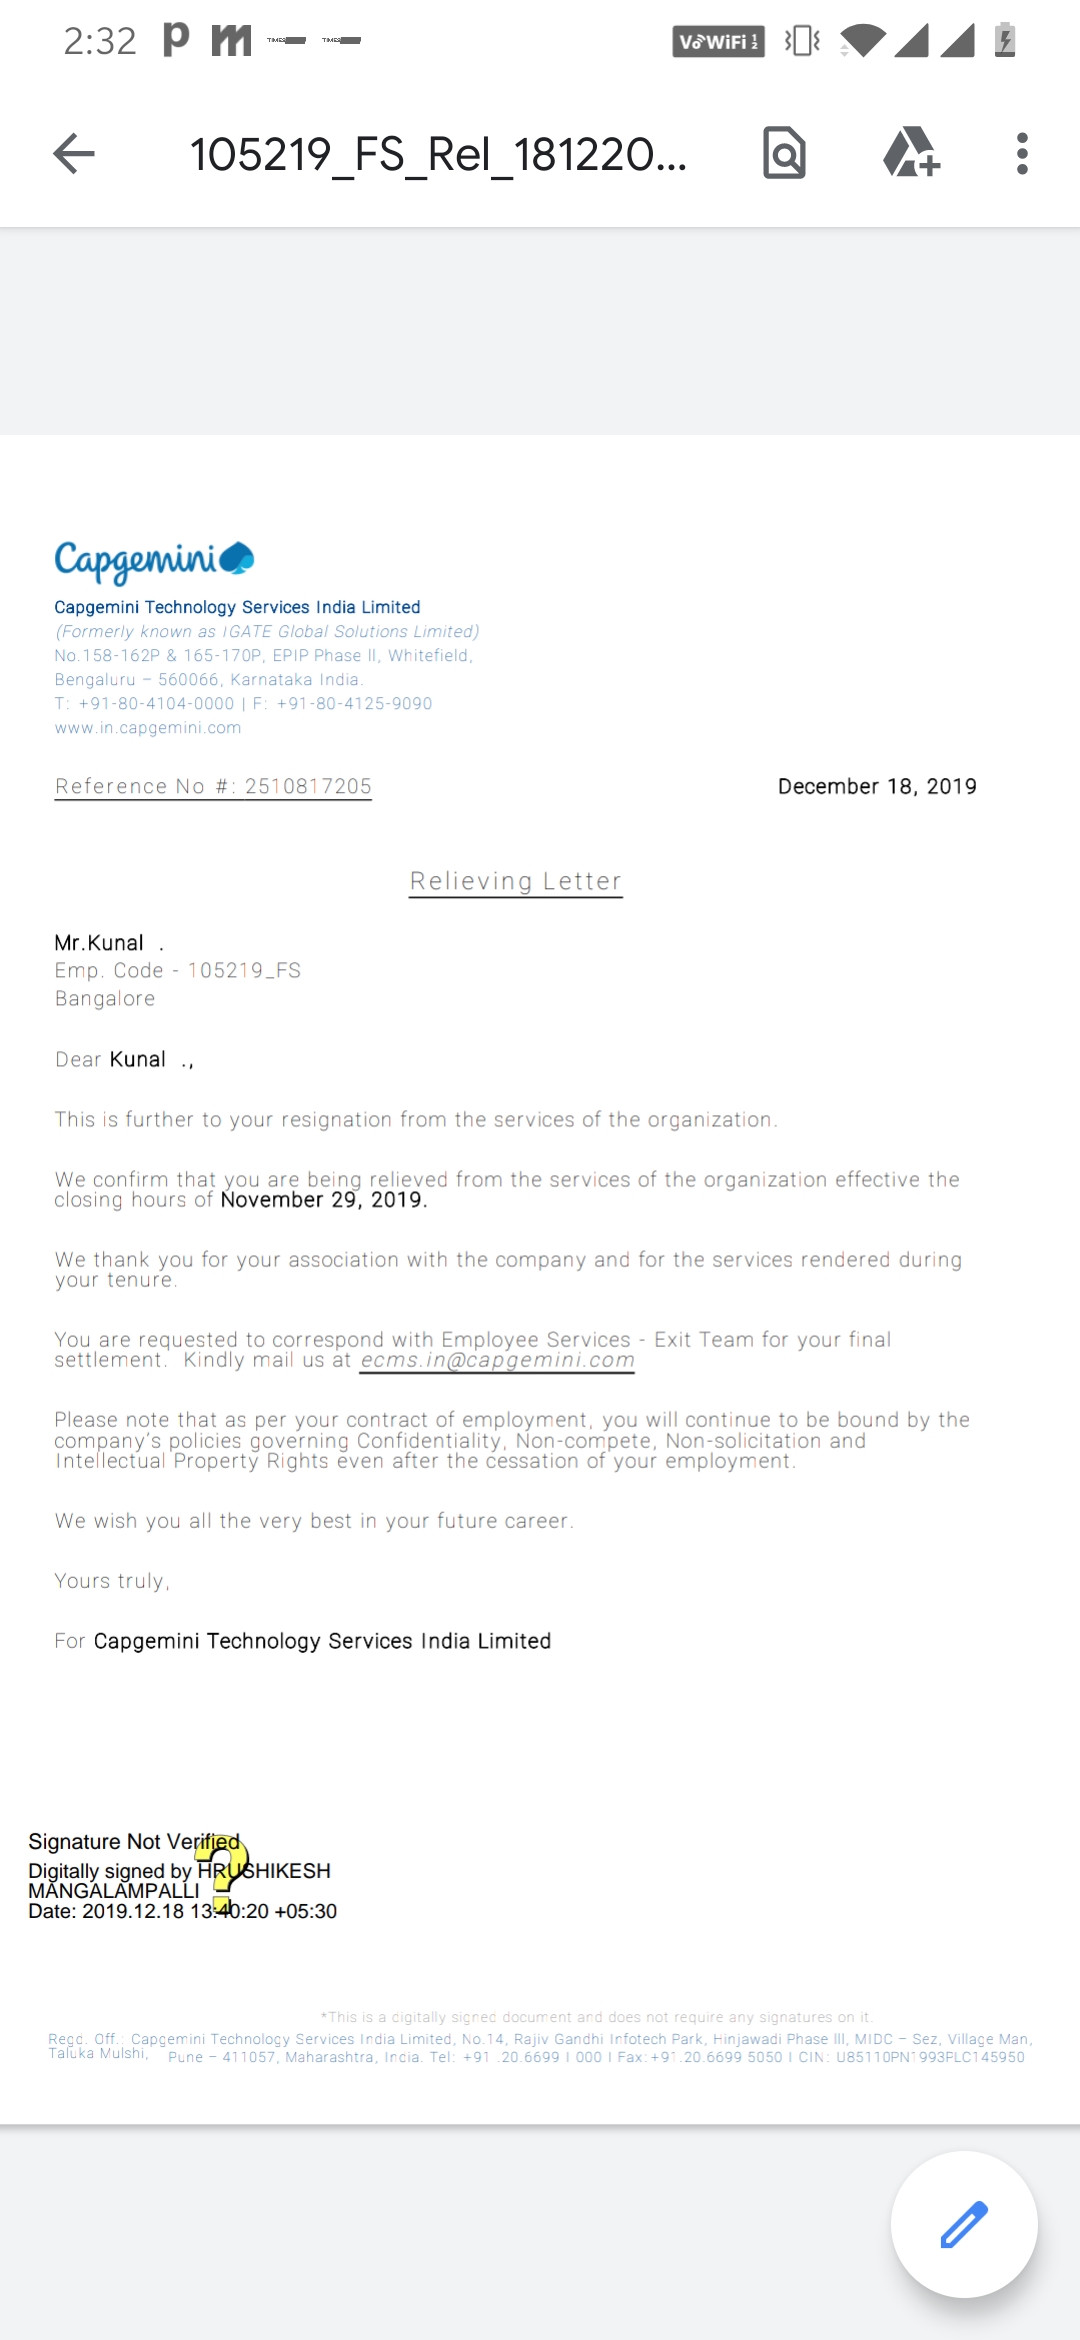 2:32
VoWiFi 1 2
105219_FS_Rel_181220...
Capgemini
Capgemini Technology Services India Limited
(Formerly known as IGATE Global Solutions Limited)
No.158-162P & 165-170P, EPIP Phase II, Whitefield,
Bengaluru – 560066, Karnataka India.
T: +91-80-4104-0000 | F: +91-80-4125-9090
www.in.capgemini.com
Reference No #: 2510817205
December 18, 2019
Relieving Letter
Mr.Kunal .
Emp. Code - 105219_FS
Bangalore
Dear Kunal .,
This is further to your resignation from the services of the organization.
We confirm that you are being relieved from the services of the organization effective the
closing hours of November 29, 2019.
We thank you for your association with the company and for the services rendered during
your tenure.
You are requested to correspond with Employee Services - Exit Team for your final
settlement. Kindly mail us at ecms.in@capgemini.com
Please note that as per your contract of employment, you will continue to be bound by the
company's policies governing Confidentiality, Non-compete, Non-solicitation and
Intellectual Property Rights even after the cessation of your employment.
We wish you all the very best in your future career.
Yours truly,
For Capgemini Technology Services India Limited
Signature Not Verified
Digitally signed by HRUSHIKESH
MANGALAMPALLI
Date: 2019.12.18 13:40:20 +05:30
*This is a digitally signed document and does not require any signatures on it.
Regd. Off.: Capgemini Technology Services India Limited, No.14, Rajiv Gandhi Infotech Park, Hinjawadi Phase III, MIDC – Sez, Village Man,
Taluka Mulshi, Pune – 411057, Maharashtra, India. Tel: +91 .20.6699 I 000 I Fax:+91.20.6699 5050 I CIN: U85110PN1993PLC145950